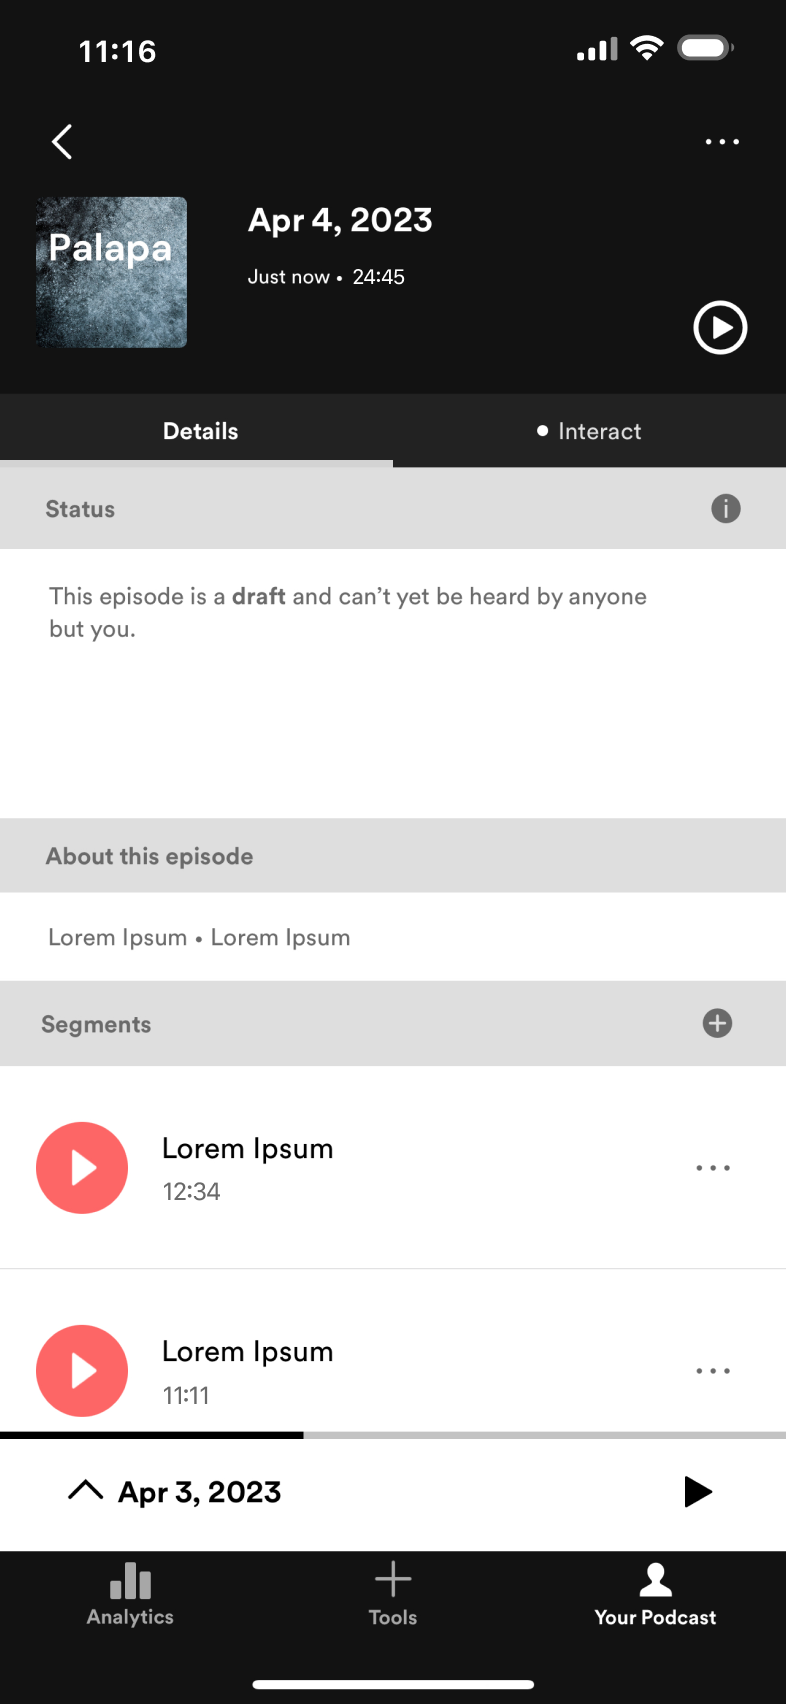 11:16
Palapa
Apr 4, 2023
Just now • 24:45
Details
Interact
Status
This episode is a draft and can’t yet be heard by anyone
but you.
About this episode
Lorem Ipsum • Lorem Ipsum
Segments
Lorem Ipsum
12:34
Lorem Ipsum
11:11
Apr 3, 2023
Analytics
Tools
Your Podcast